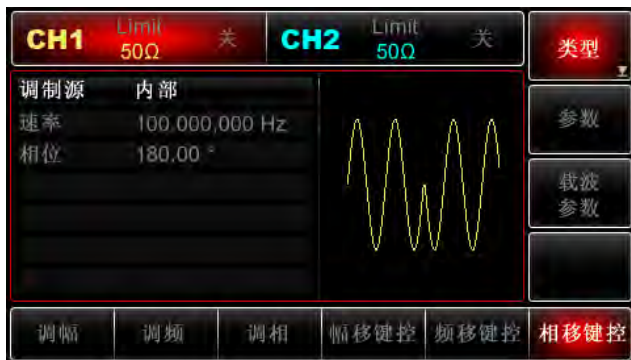 CH1 Limit 关
50Ω
CH2 Limit 关
50Ω
类型
调制源 内部
速率 100.000,000 Hz
相位 180.00 °
参数
载波
参数
调幅 调频 调相 幅移键控 频移键控 相移键控